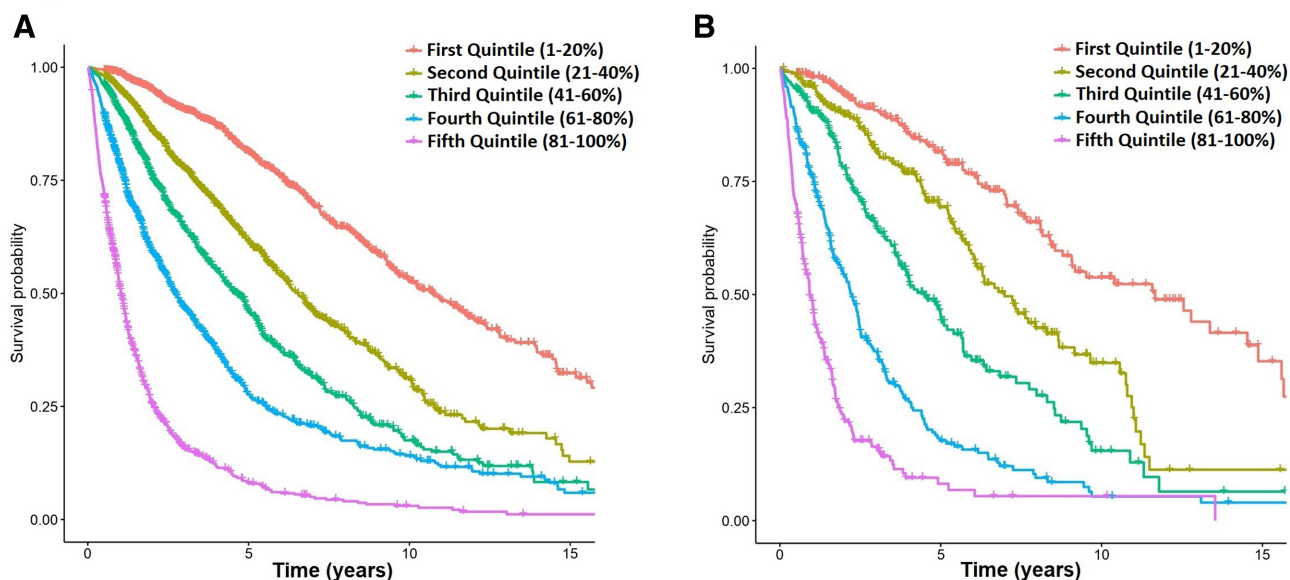 A
First Quintile (1-20%)
Second Quintile (21-40%)
Third Quintile (41-60%)
Fourth Quintile (61-80%)
Fifth Quintile (81-100%)
Survival probability
1.00
0.75
0.50
0.25
0.00
0 5 10 15
Time (years)
B
First Quintile (1-20%)
Second Quintile (21-40%)
Third Quintile (41-60%)
Fourth Quintile (61-80%)
Fifth Quintile (81-100%)
Survival probability
1.00
0.75
0.50
0.25
0.00
0 5 10 15
Time (years)